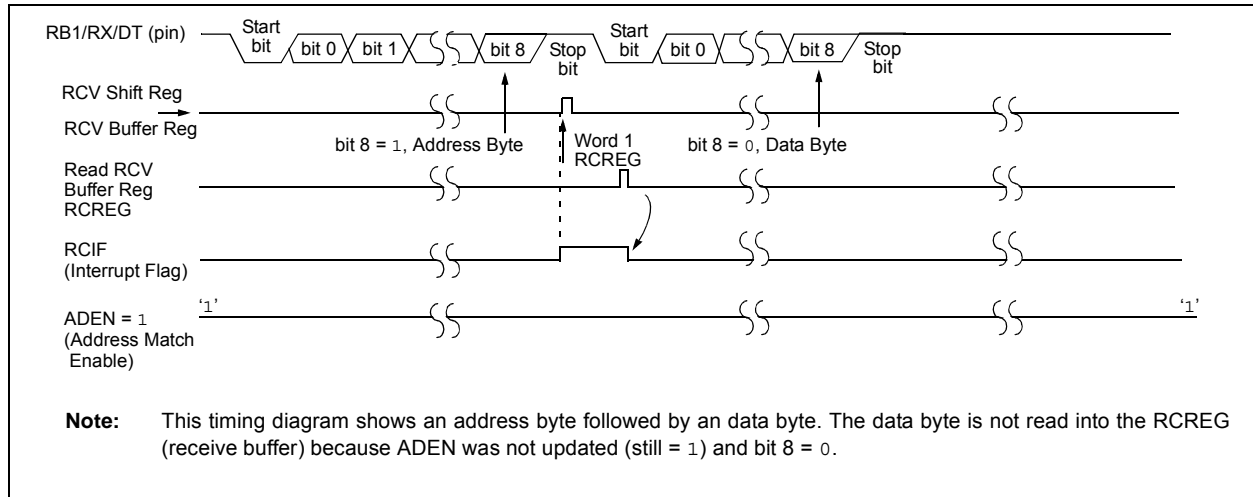 RB1/RX/DT (pin)
Start
bit
bit 0
bit 1
bit 8
Stop
bit
Start
bit
bit 0
bit 8
Stop
bit
RCV Shift Reg
RCV Buffer Reg
bit 8 = 1, Address Byte
Word 1
RCREG
bit 8 = 0, Data Byte
Read RCV
Buffer Reg
RCREG
RCIF
(Interrupt Flag)
ADEN = 1
(Address Match
Enable)
‘1’
‘1’
Note: This timing diagram shows an address byte followed by an data byte. The data byte is not read into the RCREG
(receive buffer) because ADEN was not updated (still = 1) and bit 8 = 0.